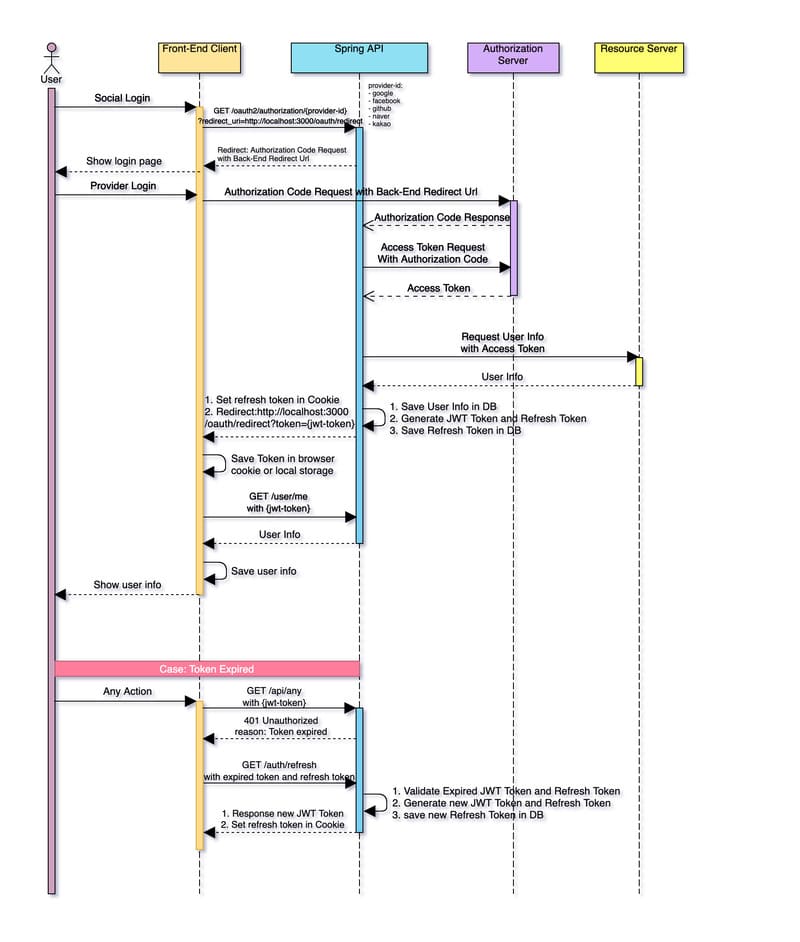 Front-End Client
Spring API
Authorization
Server
Resource Server
User
provider-id:
- google
- facebook
- github
- naver
- kakao
Social Login
GET /oauth2/authorization/{provider-id}
?redirect_uri=http://localhost:3000/oauth/redirect
Redirect: Authorization Code Request
with Back-End Redirect Url
Show login page
Provider Login
Authorization Code Request with Back-End Redirect Url
Authorization Code Response
Access Token Request
With Authorization Code
Access Token
Request User Info
with Access Token
User Info
1. Set refresh token in Cookie
2. Redirect:http://localhost:3000
/oauth/redirect?token={jwt-token}
1. Save User Info in DB
2. Generate JWT Token and Refresh Token
3. Save Refresh Token in DB
Save Token in browser
cookie or local storage
GET /user/me
with {jwt-token}
User Info
Save user info
Show user info
Case: Token Expired
Any Action
GET /api/any
with {jwt-token}
401 Unauthorized
reason: Token expired
GET /auth/refresh
with expired token and refresh token
1. Validate Expired JWT Token and Refresh Token
2. Generate new JWT Token and Refresh Token
3. save new Refresh Token in DB
1. Response new JWT Token
2. Set refresh token in Cookie